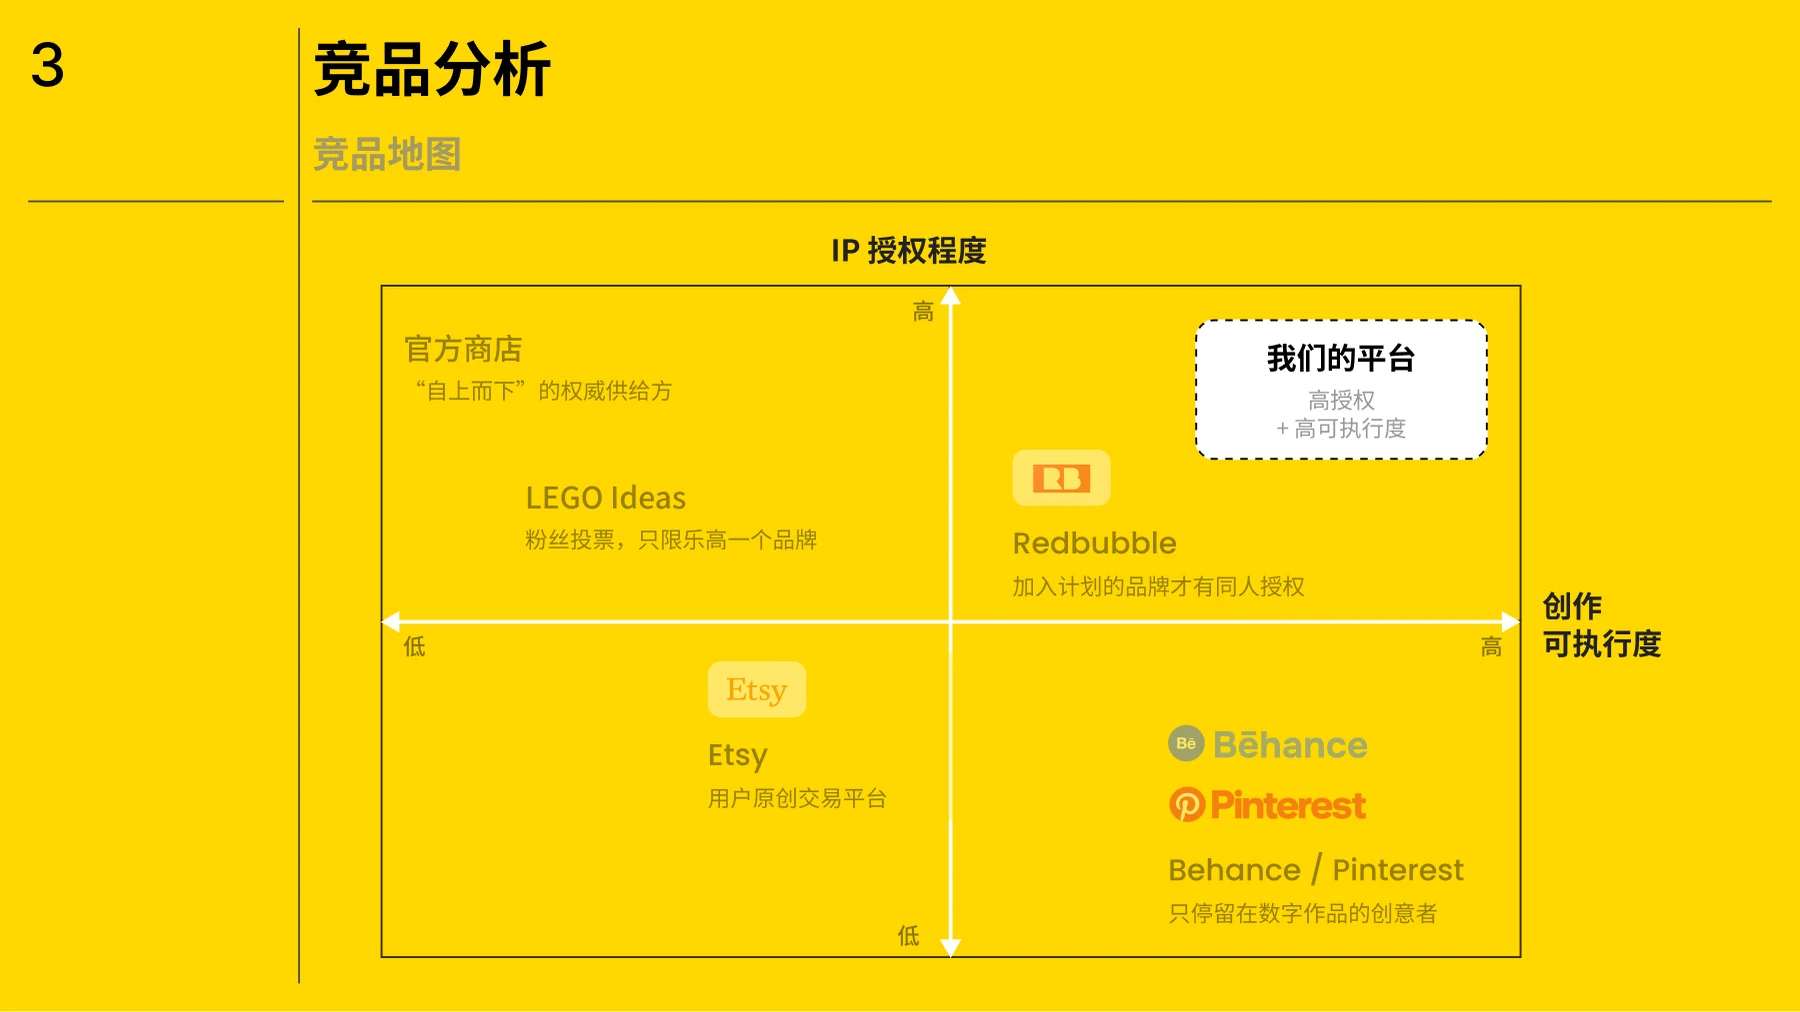 3
竞品分析
竞品地图
IP 授权程度
高
官方商店
“自上而下”的权威供给方
我们的平台
高授权
+ 高可执行度
LEGO Ideas
粉丝投票，只限乐高一个品牌
RB
Redbubble
加入计划的品牌才有同人授权
创作
可执行度
低
高
Etsy
Etsy
用户原创交易平台
Bē Bēhance
Pinterest
Behance / Pinterest
只停留在数字作品的创意者
低